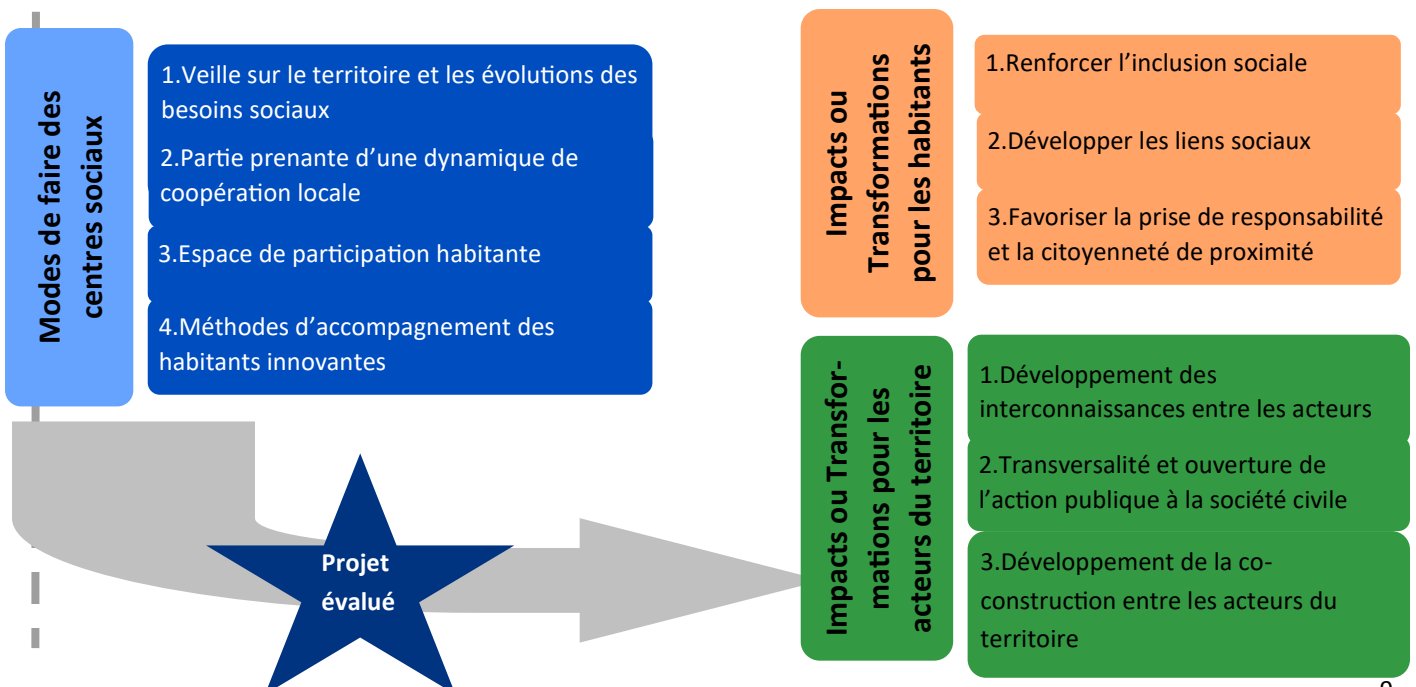 Modes de faire des
centres sociaux
1.Veille sur le territoire et les évolutions des
besoins sociaux
2.Partie prenante d’une dynamique de
coopération locale
3.Espace de participation habitante
4.Méthodes d’accompagnement des
habitants innovantes
Projet
évalué
Impacts ou
Transformations
pour les habitants
1.Renforcer l’inclusion sociale
2.Développer les liens sociaux
3.Favoriser la prise de responsabilité
et la citoyenneté de proximité
Impacts ou Transfor-
mations pour les
acteurs du territoire
1.Développement des
interconnaissances entre les acteurs
2.Transversalité et ouverture de
l’action publique à la société civile
3.Développement de la co-
construction entre les acteurs du
territoire